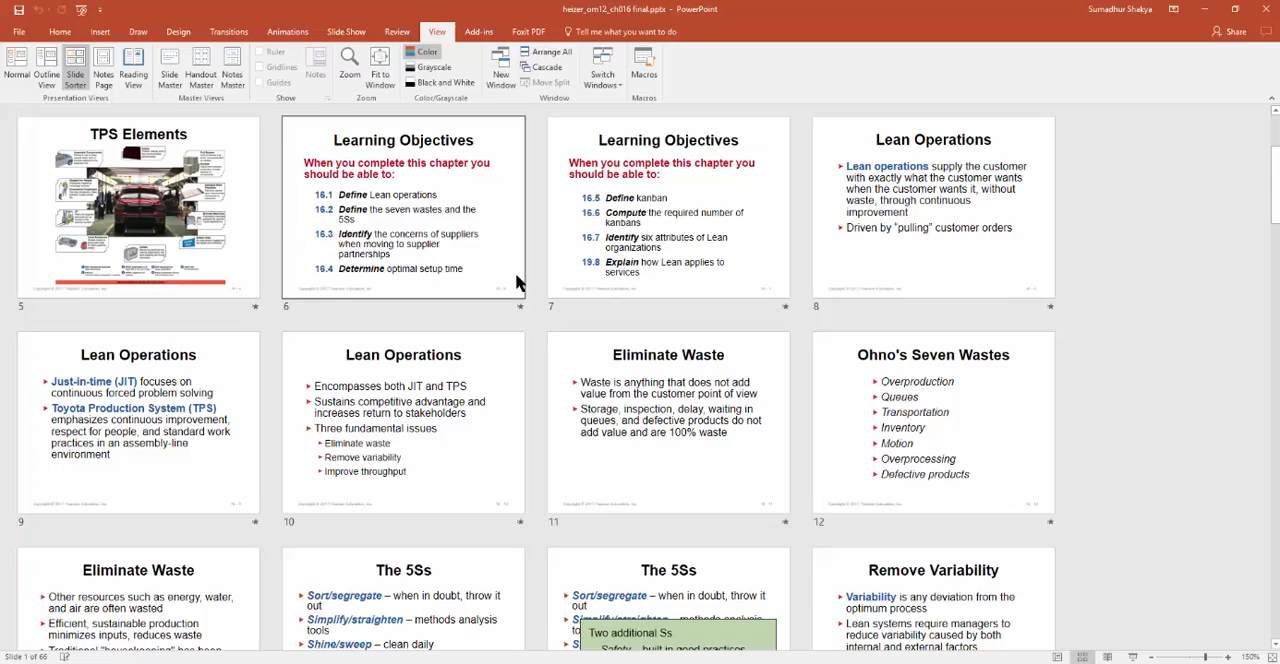 heizer_om12_ch016 final.pptx - PowerPoint
Sumadhur Shakya
File Home Insert Draw Design Transitions Animations Slide Show Review View Add-ins Foxit PDF Tell me what you want to do
Share
Normal Outline View Slide Sorter Notes Page Reading View
Presentation Views
Slide Master Handout Master Notes Master
Master Views
Ruler
Gridlines
Guides
Notes
Show
Zoom Fit to Window
Zoom
Color
Grayscale
Black and White
Color/Grayscale
New Window
Arrange All
Cascade
Move Split
Switch Windows
Window
Macros
Macros
TPS Elements
5
Learning Objectives
When you complete this chapter you
should be able to:
16.1 Define Lean operations
16.2 Define the seven wastes and the
5Ss
16.3 Identify the concerns of suppliers
when moving to supplier
partnerships
16.4 Determine optimal setup time
6
Learning Objectives
When you complete this chapter you
should be able to:
16.5 Define kanban
16.6 Compute the required number of
kanbans
16.7 Identify six attributes of Lean
organizations
19.8 Explain how Lean applies to
services
7
Lean Operations
Lean operations supply the customer
with exactly what the customer wants
when the customer wants it, without
waste, through continuous
improvement
Driven by "pulling" customer orders
8
Lean Operations
Just-in-time (JIT) focuses on
continuous forced problem solving
Toyota Production System (TPS)
emphasizes continuous improvement,
respect for people, and standard work
practices in an assembly-line
environment
9
Lean Operations
Encompasses both JIT and TPS
Sustains competitive advantage and
increases return to stakeholders
Three fundamental issues
Eliminate waste
Remove variability
Improve throughput
10
Eliminate Waste
Waste is anything that does not add
value from the customer point of view
Storage, inspection, delay, waiting in
queues, and defective products do not
add value and are 100% waste
11
Ohno's Seven Wastes
Overproduction
Queues
Transportation
Inventory
Motion
Overprocessing
Defective products
12
Eliminate Waste
Other resources such as energy, water,
and air are often wasted
Efficient, sustainable production
minimizes inputs, reduces waste
Traditional "housekeeping" has been
The 5Ss
Sort/segregate – when in doubt, throw it
out
Simplify/straighten – methods analysis
tools
Shine/sweep – clean daily
The 5Ss
Sort/segregate – when in doubt, throw it
out
Two additional Ss
Safety – built in good practices
Remove Variability
Variability is any deviation from the
optimum process
Lean systems require managers to
reduce variability caused by both
internal and external factors
Slide 1 of 66
150%